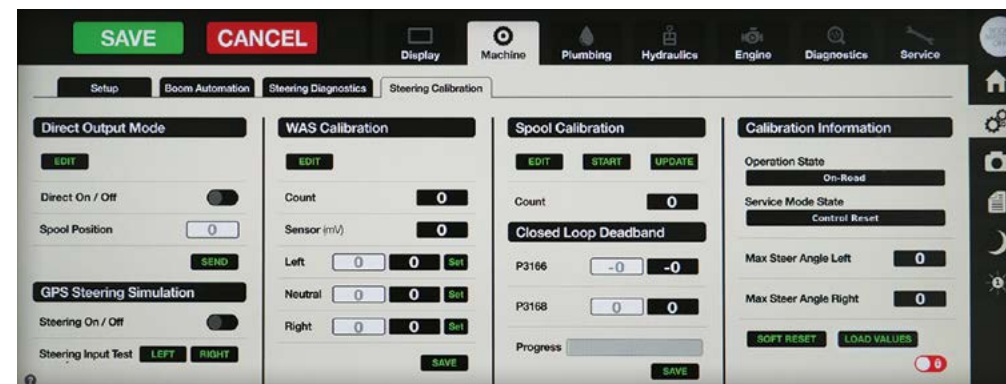 SAVE CANCEL Display Machine Plumbing Hydraulics Engine Diagnostics Service
Setup Boom Automation Steering Diagnostics Steering Calibration
Direct Output Mode
EDIT
Direct On / Off
Spool Position 0
SEND
GPS Steering Simulation
Steering On / Off
Steering Input Test LEFT RIGHT
WAS Calibration
EDIT
Count 0
Sensor (mV) 0
Left 0 0 Set
Neutral 0 0 Set
Right 0 0 Set
SAVE
Spool Calibration
EDIT START UPDATE
Count 0
Closed Loop Deadband
P3166 -0 -0
P3168 0 0
Progress
SAVE
Calibration Information
Operation State
On-Road
Service Mode State
Control Reset
Max Steer Angle Left 0
Max Steer Angle Right 0
SOFT RESET LOAD VALUES
?